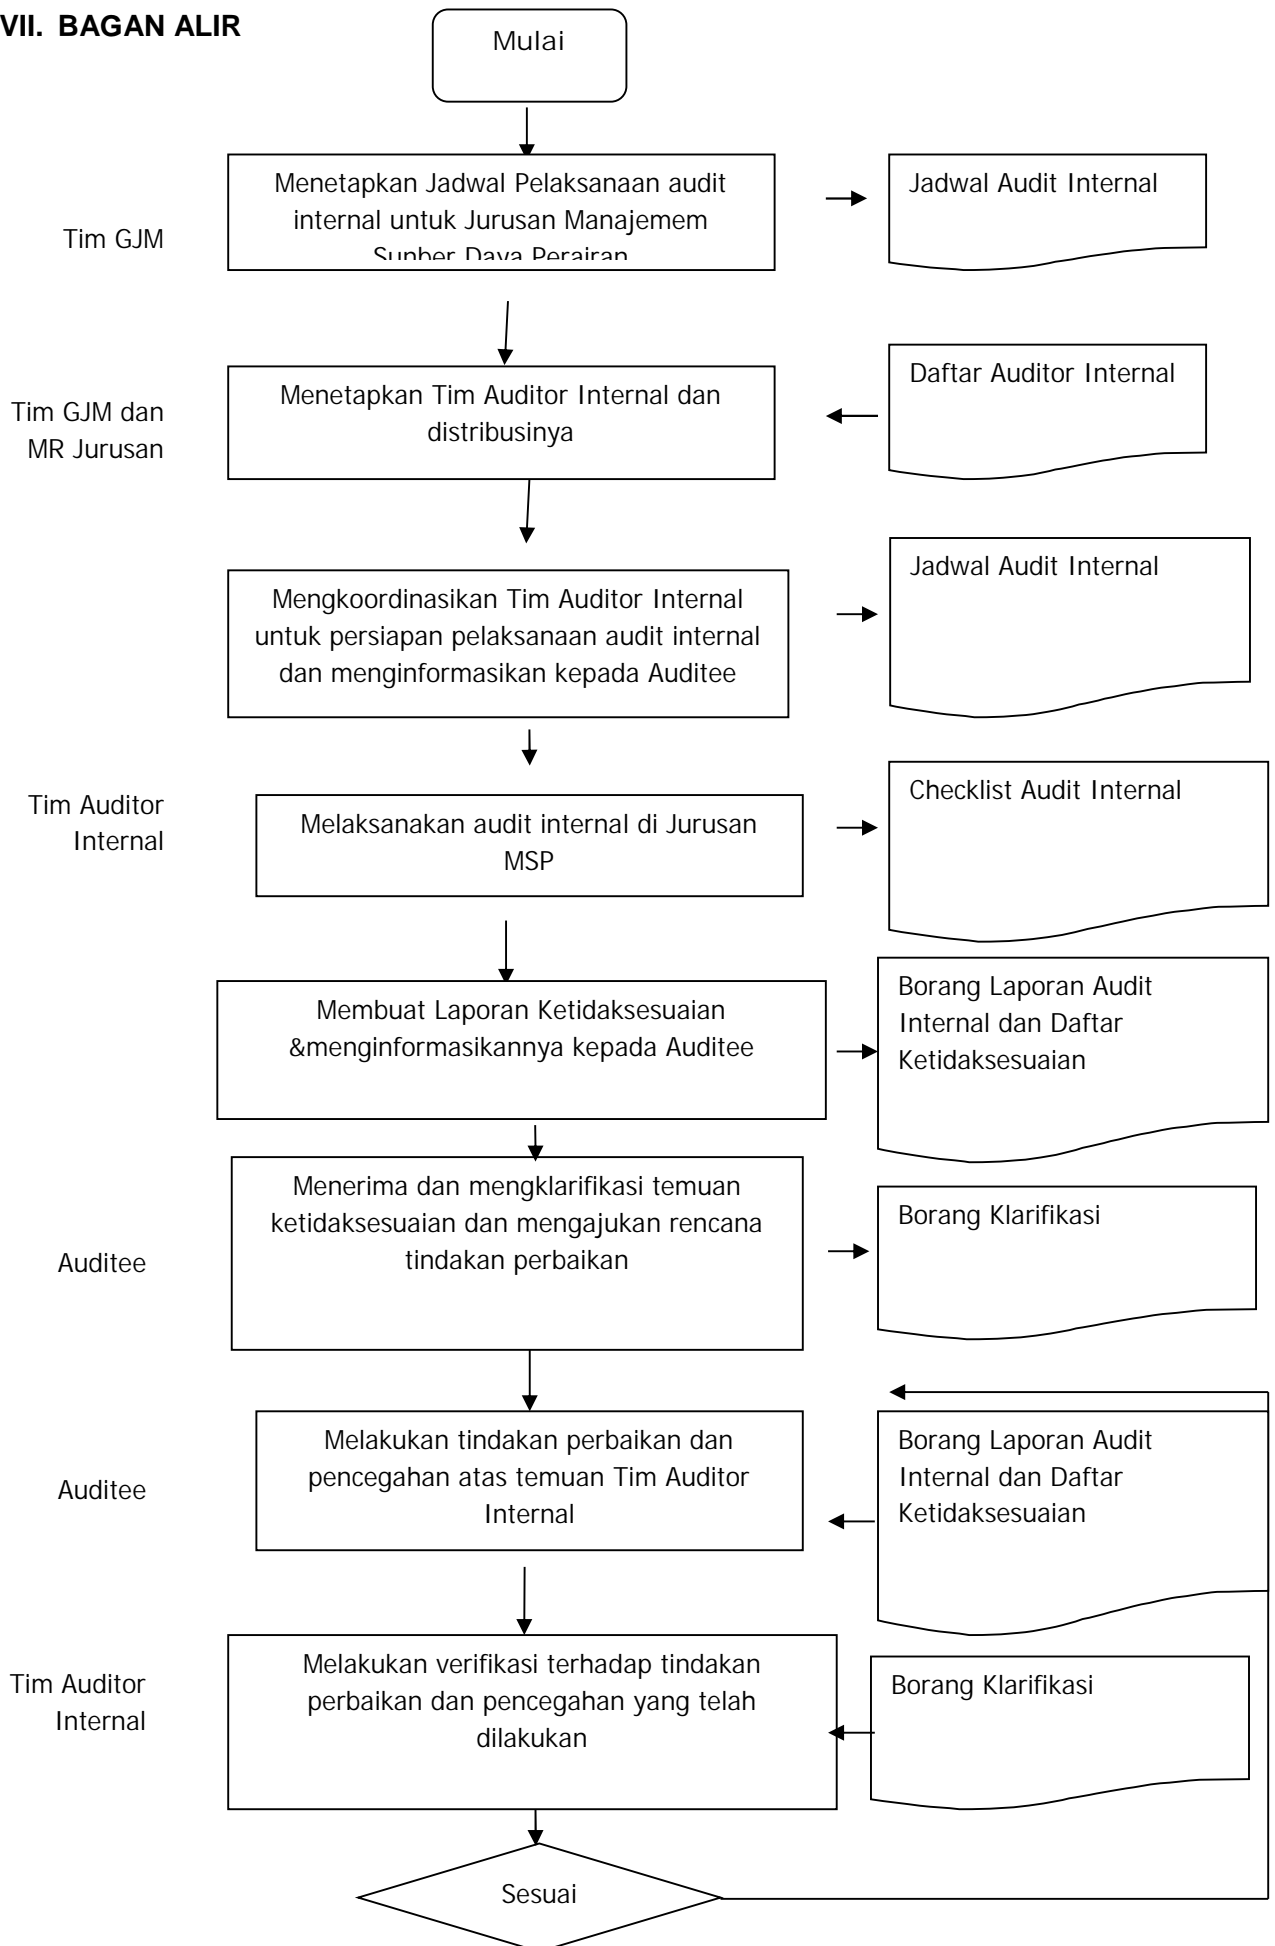 VII. BAGAN ALIR
Mulai
Tim GJM
Menetapkan Jadwal Pelaksanaan audit
internal untuk Jurusan Manajemem
Sunber Daya Perairan
Jadwal Audit Internal
Tim GJM dan
MR Jurusan
Menetapkan Tim Auditor Internal dan
distribusinya
Daftar Auditor Internal
Mengkoordinasikan Tim Auditor Internal
untuk persiapan pelaksanaan audit internal
dan menginformasikan kepada Auditee
Jadwal Audit Internal
Tim Auditor
Internal
Melaksanakan audit internal di Jurusan
MSP
Checklist Audit Internal
Membuat Laporan Ketidaksesuaian
&menginformasikannya kepada Auditee
Borang Laporan Audit
Internal dan Daftar
Ketidaksesuaian
Auditee
Menerima dan mengklarifikasi temuan
ketidaksesuaian dan mengajukan rencana
tindakan perbaikan
Borang Klarifikasi
Auditee
Melakukan tindakan perbaikan dan
pencegahan atas temuan Tim Auditor
Internal
Borang Laporan Audit
Internal dan Daftar
Ketidaksesuaian
Tim Auditor
Internal
Melakukan verifikasi terhadap tindakan
perbaikan dan pencegahan yang telah
dilakukan
Borang Klarifikasi
Sesuai